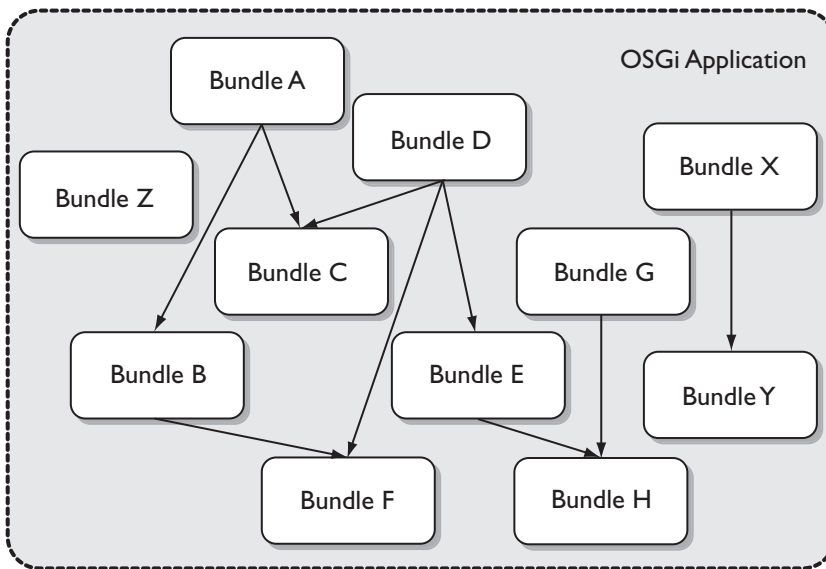 OSGi Application
Bundle A
Bundle D
Bundle X
Bundle Z
Bundle C
Bundle G
Bundle B
Bundle E
Bundle Y
Bundle F
Bundle H